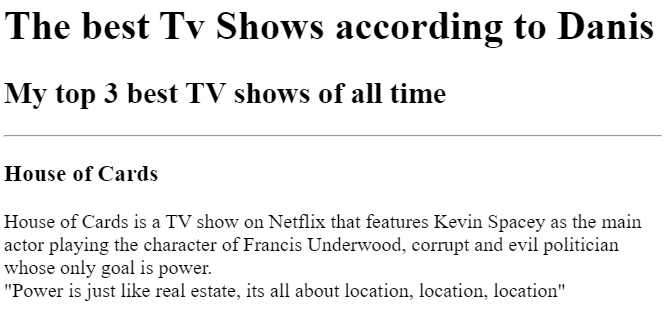 The best Tv Shows according to Danis
My top 3 best TV shows of all time
House of Cards
House of Cards is a TV show on Netflix that features Kevin Spacey as the main
actor playing the character of Francis Underwood, corrupt and evil politician
whose only goal is power.
"Power is just like real estate, its all about location, location, location"